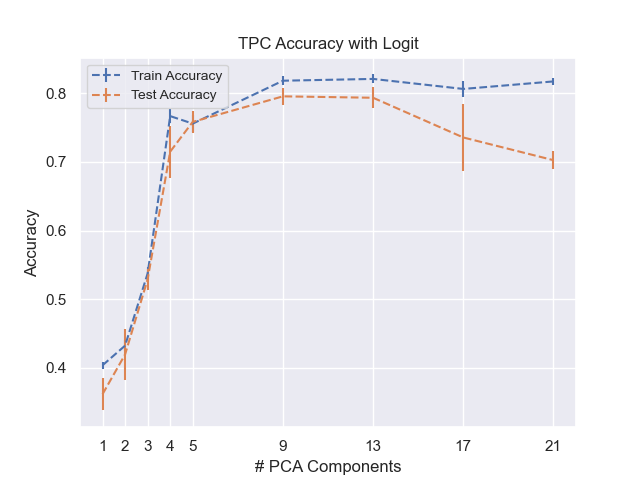 TPC Accuracy with Logit
Train Accuracy
Test Accuracy
0.8
0.7
0.6
0.5
0.4
Accuracy
1 2 3 4 5 9 13 17 21
# PCA Components